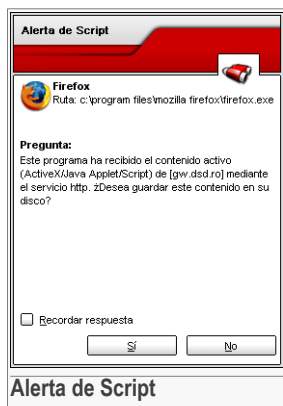 Alerta de Script
Firefox
Ruta: c:\program files\mozilla firefox\firefox.exe
Pregunta:
Este programa ha recibido el contenido activo
(ActiveX/Java Applet/Script) de [gw.dsd.ro] mediante
el servicio http. żDesea guardar este contenido en su
disco?
Recordar respuesta
Sí
No
Alerta de Script